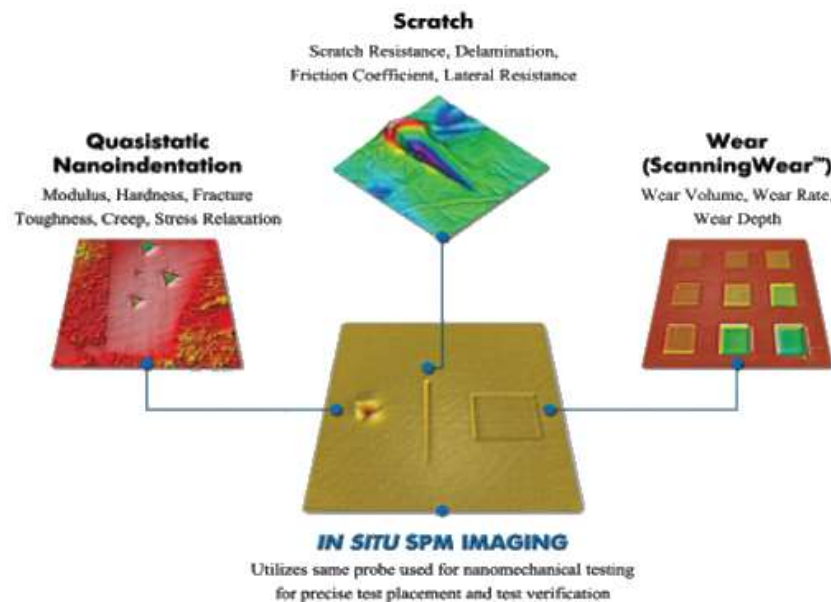 Scratch
Scratch Resistance, Delamination,
Friction Coefficient, Lateral Resistance
Quasistatic
Nanoindentation
Modulus, Hardness, Fracture
Toughness, Creep, Stress Relaxation
Wear
(ScanningWear™)
Wear Volume, Wear Rate,
Wear Depth
IN SITU SPM IMAGING
Utilizes same probe used for nanomechanical testing
for precise test placement and test verification